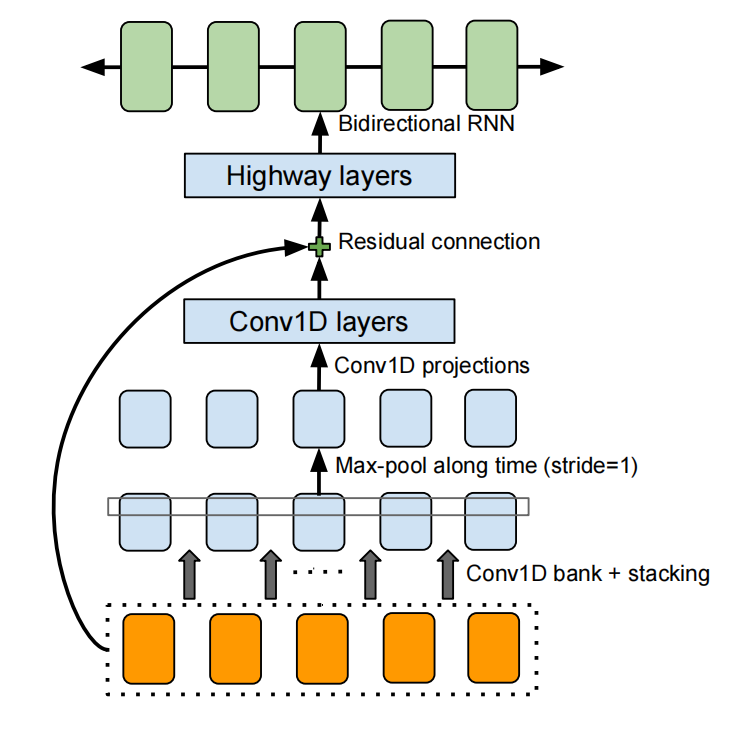 Bidirectional RNN
Highway layers
Residual connection
Conv1D layers
Conv1D projections
Max-pool along time (stride=1)
Conv1D bank + stacking